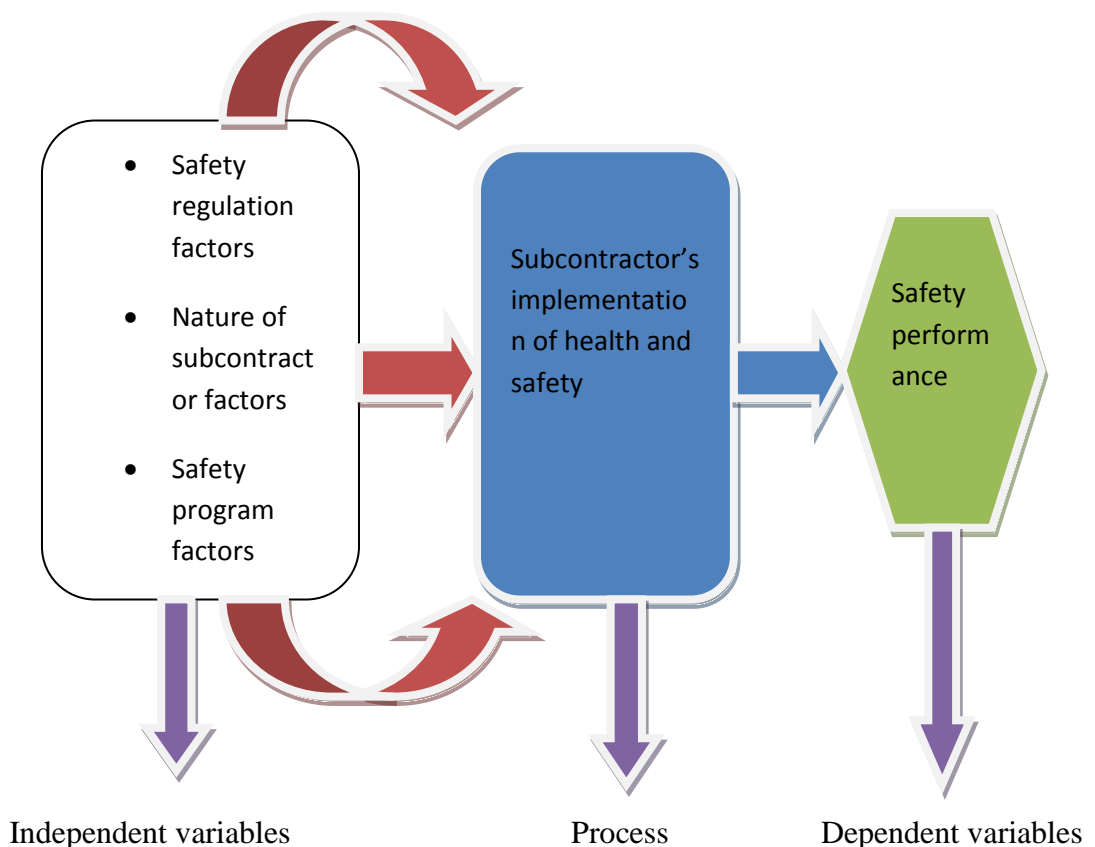 Safety
regulation
factors
Nature of
subcontract
or factors
Safety
program
factors
Subcontractor’s
implementatio
n of health and
safety
Safety
perform
ance
Independent variables
Process
Dependent variables